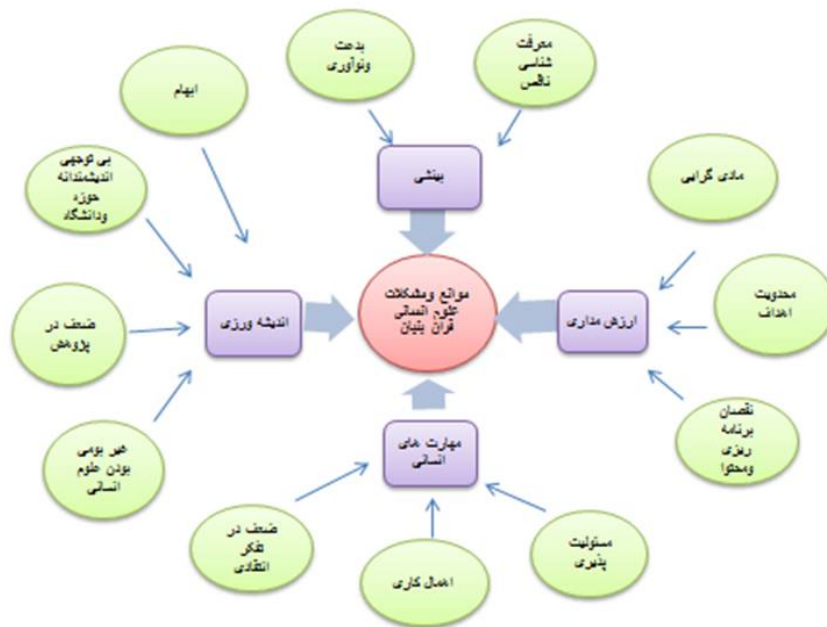 معرفت
شناسی
ناقص
بدعت
ونوآوری
ابهام
بینشی
بی توجهی
اندیشمندانه
حوزه
ودانشگاه
مادی گرایی
موانع ومشکلات
علوم انسانی
قران بنیان
محدویت
اهداف
ارزش مداری
اندیشه ورزی
ضعف در
پژوهش
نقصان
برنامه
ریزی
ومحتوا
مهارت های
انسانی
غیر بومی
بودن علوم
انسانی
مسئولیت
پذیری
ضعف در
تفکر
انتقادی
اهمال کاری